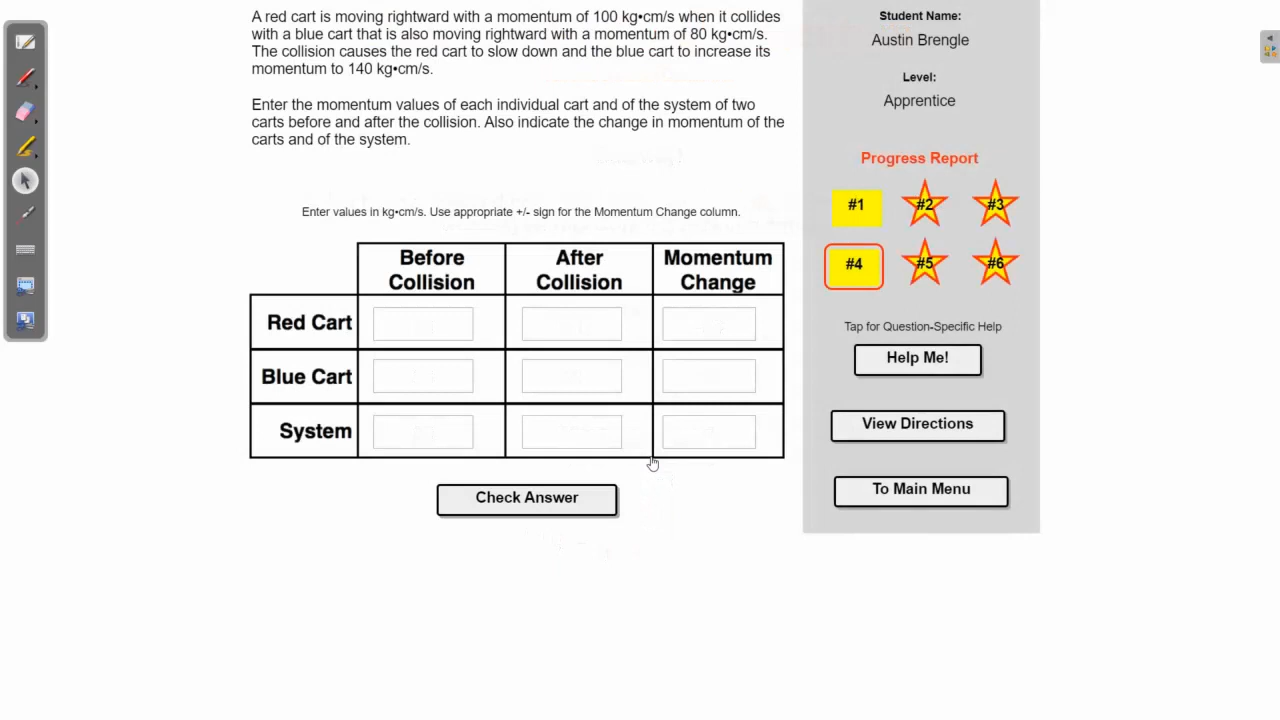 A red cart is moving rightward with a momentum of 100 kg•cm/s when it collides
with a blue cart that is also moving rightward with a momentum of 80 kg•cm/s.
The collision causes the red cart to slow down and the blue cart to increase its
momentum to 140 kg•cm/s.
Enter the momentum values of each individual cart and of the system of two
carts before and after the collision. Also indicate the change in momentum of the
carts and of the system.
Enter values in kg•cm/s. Use appropriate +/- sign for the Momentum Change column.
Before Collision
After Collision
Momentum Change
Red Cart
Blue Cart
System
Check Answer
Student Name:
Austin Brengle
Level:
Apprentice
Progress Report
#1 #2 #3
#4 #5 #6
Tap for Question-Specific Help
Help Me!
View Directions
To Main Menu